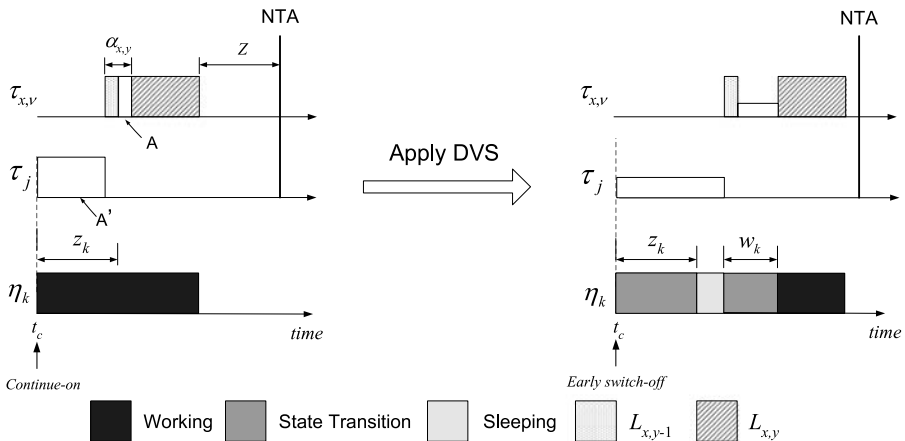 NTA
α_{x,y}
Z
τ_{x,ν}
A
τ_j
A'
z_k
η_k
t_c
time
Continue-on
Apply DVS
NTA
τ_{x,ν}
τ_j
z_k
w_k
η_k
t_c
time
Early switch-off
Working
State Transition
Sleeping
L_{x,y-1}
L_{x,y}